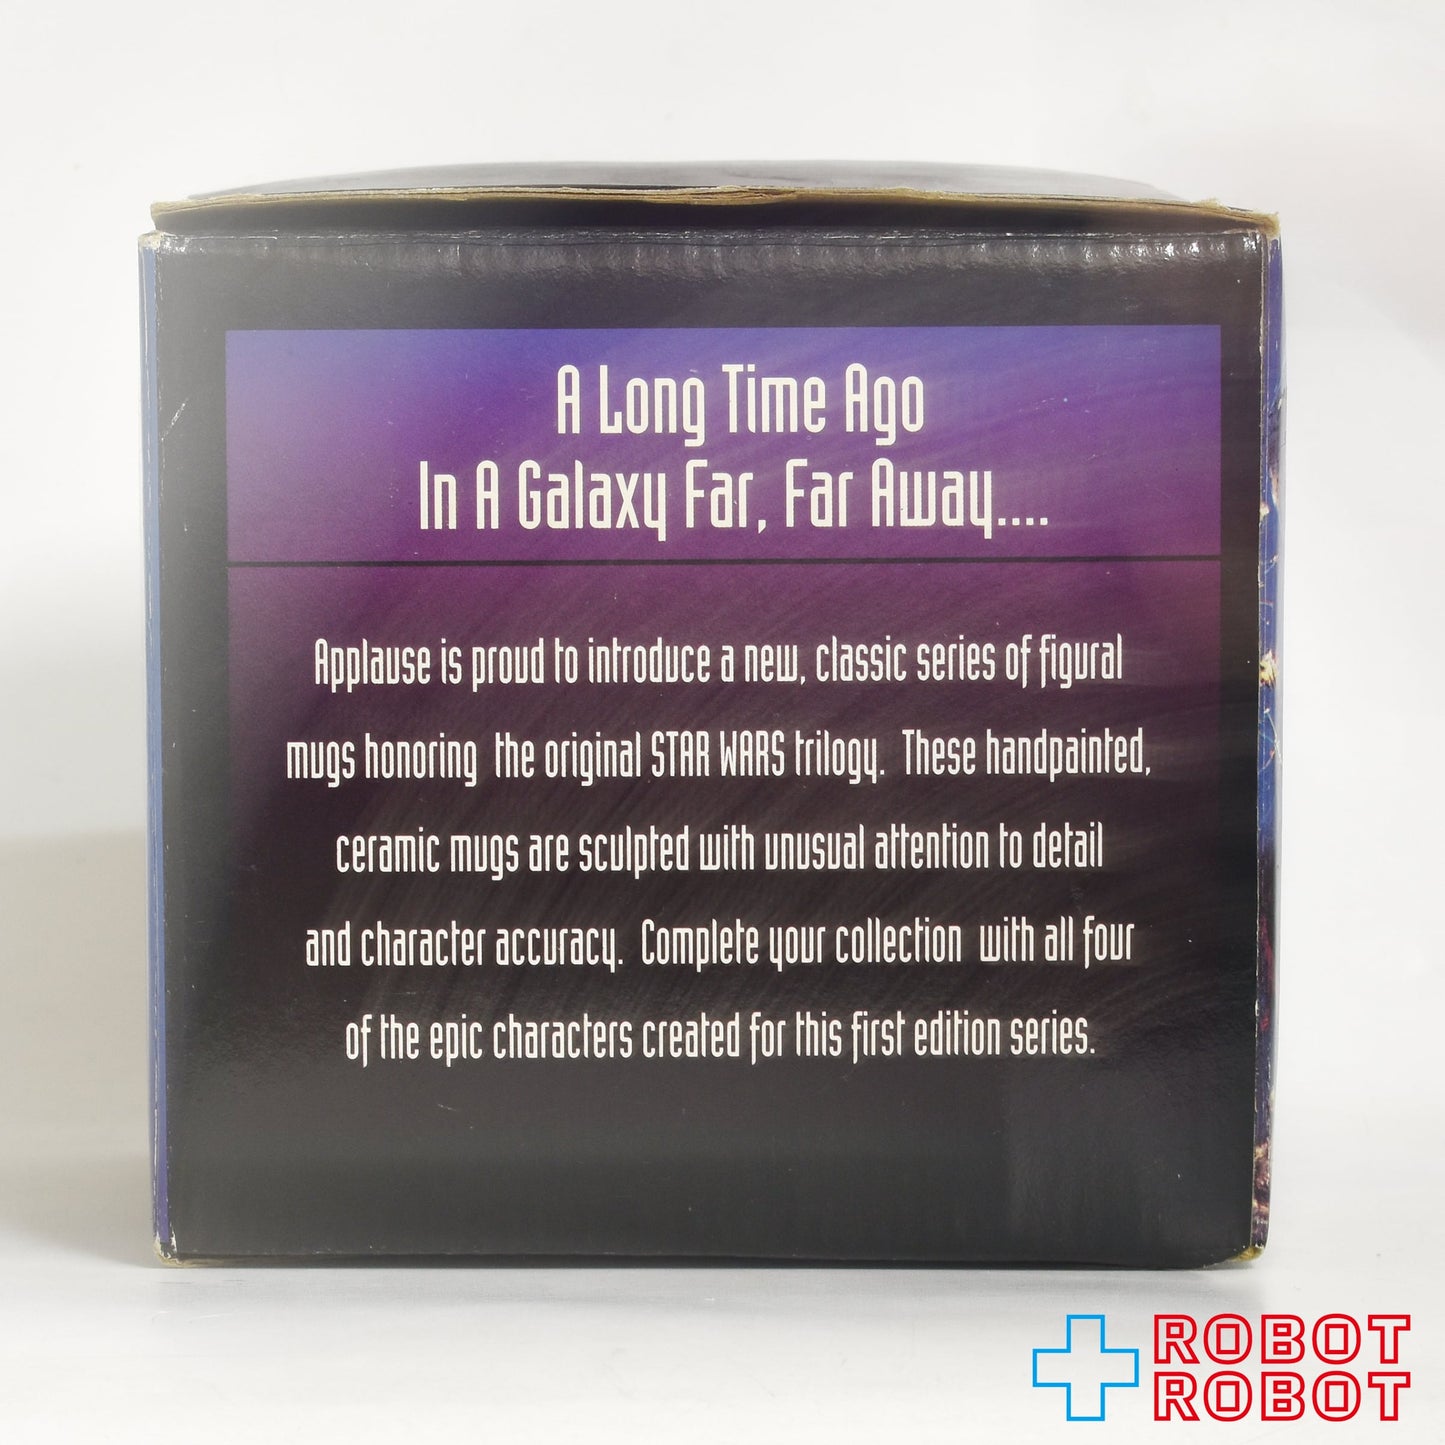 A Long Time Ago
In A Galaxy Far, Far Away....
Applause is proud to introduce a new, classic series of figural
mugs honoring the original STAR WARS trilogy. These handpainted,
ceramic mugs are sculpted with unusual attention to detail
and character accuracy. Complete your collection with all four
of the epic characters created for this first edition series.
ROBOT
ROBOT